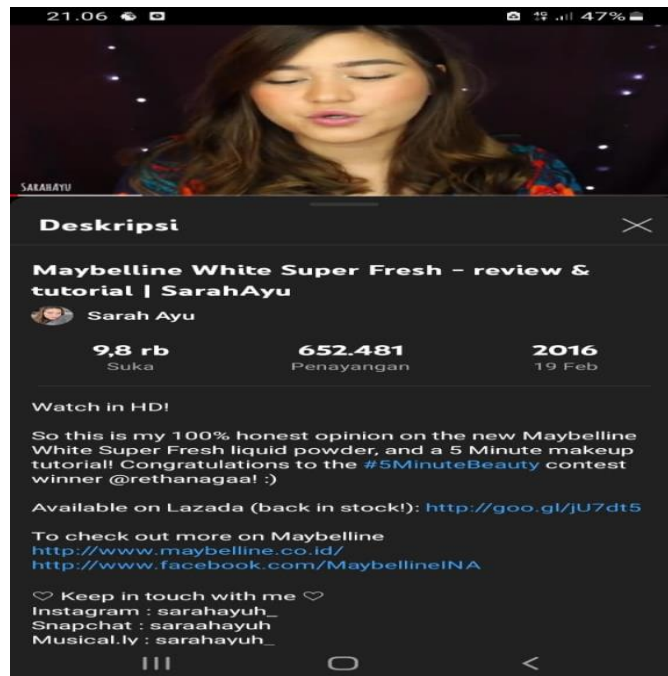 21.06
4G 47%
SARAHAYU
Deskripsi
Maybelline White Super Fresh - review &
tutorial | SarahAyu
Sarah Ayu
9,8 rb 652.481 2016
Suka Penayangan 19 Feb
Watch in HD!
So this is my 100% honest opinion on the new Maybelline
White Super Fresh liquid powder, and a 5 Minute makeup
tutorial! Congratulations to the #5MinuteBeauty contest
winner @rethanagaa! :)
Available on Lazada (back in stock!): http://goo.gl/jU7dt5
To check out more on Maybelline
http://www.maybelline.co.id/
http://www.facebook.com/MaybellineINA
♡ Keep in touch with me ♡
Instagram : sarahayuh_
Snapchat : saraahayuh
Musical.ly : sarahayuh_